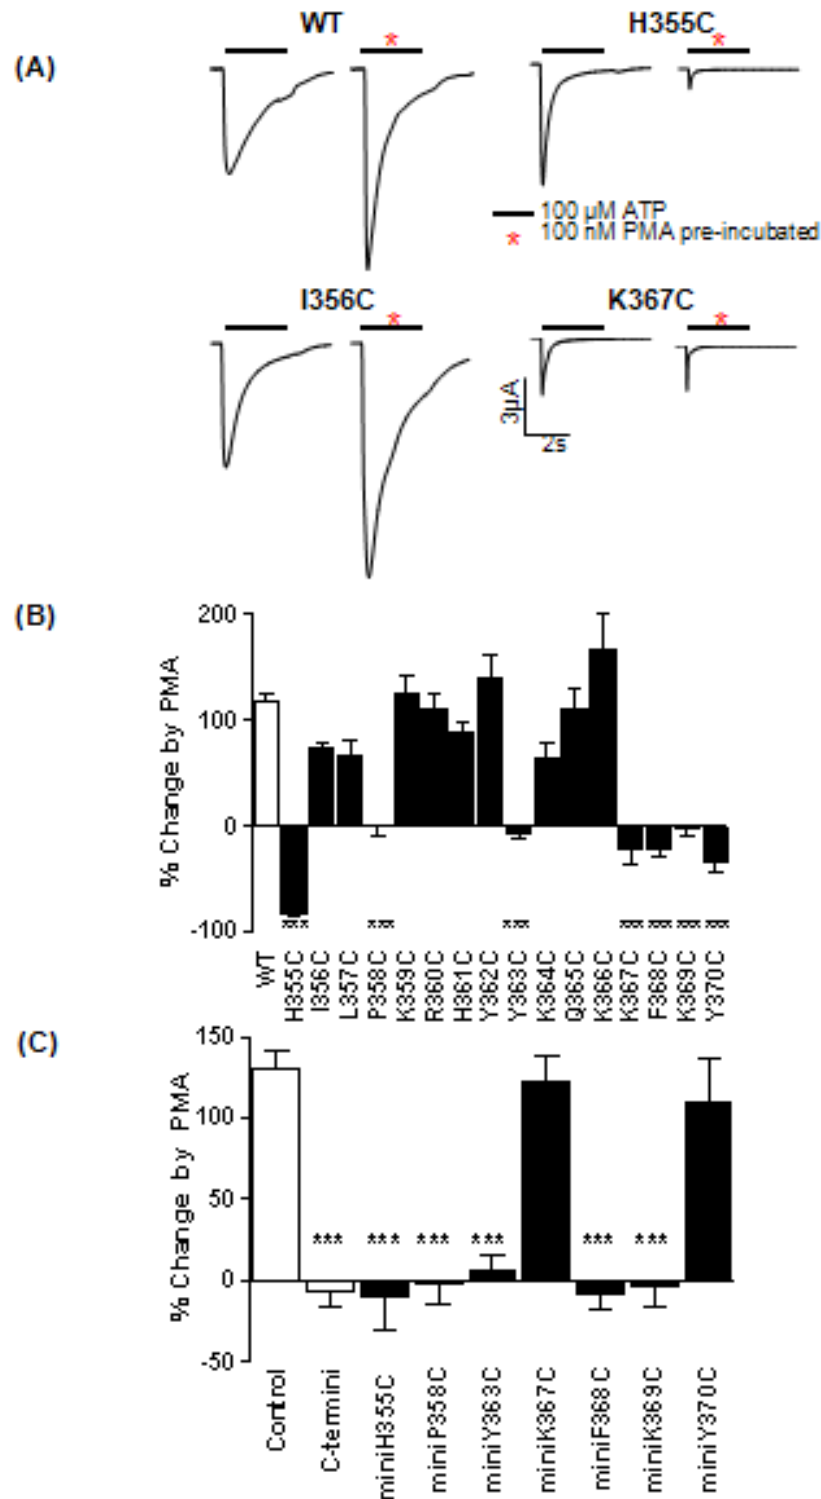 WT H355C
(A)
* *
100 µM ATP
* 100 nM PMA pre-incubated
I356C K367C
* *
3µA
2s
(B)
% Change by PMA
200
100
0
-100
*** *** *** *** *** *** ***
WT H355C I356C L357C P358C K359C R360C H361C Y362C Y363C K364C Q365C K366C K367C F368C K369C Y370C
(C)
% Change by PMA
150
100
50
0
-50
*** *** *** *** *** ***
Control C-termini miniH355C miniP358C miniY363C miniK367C miniF368C miniK369C miniY370C